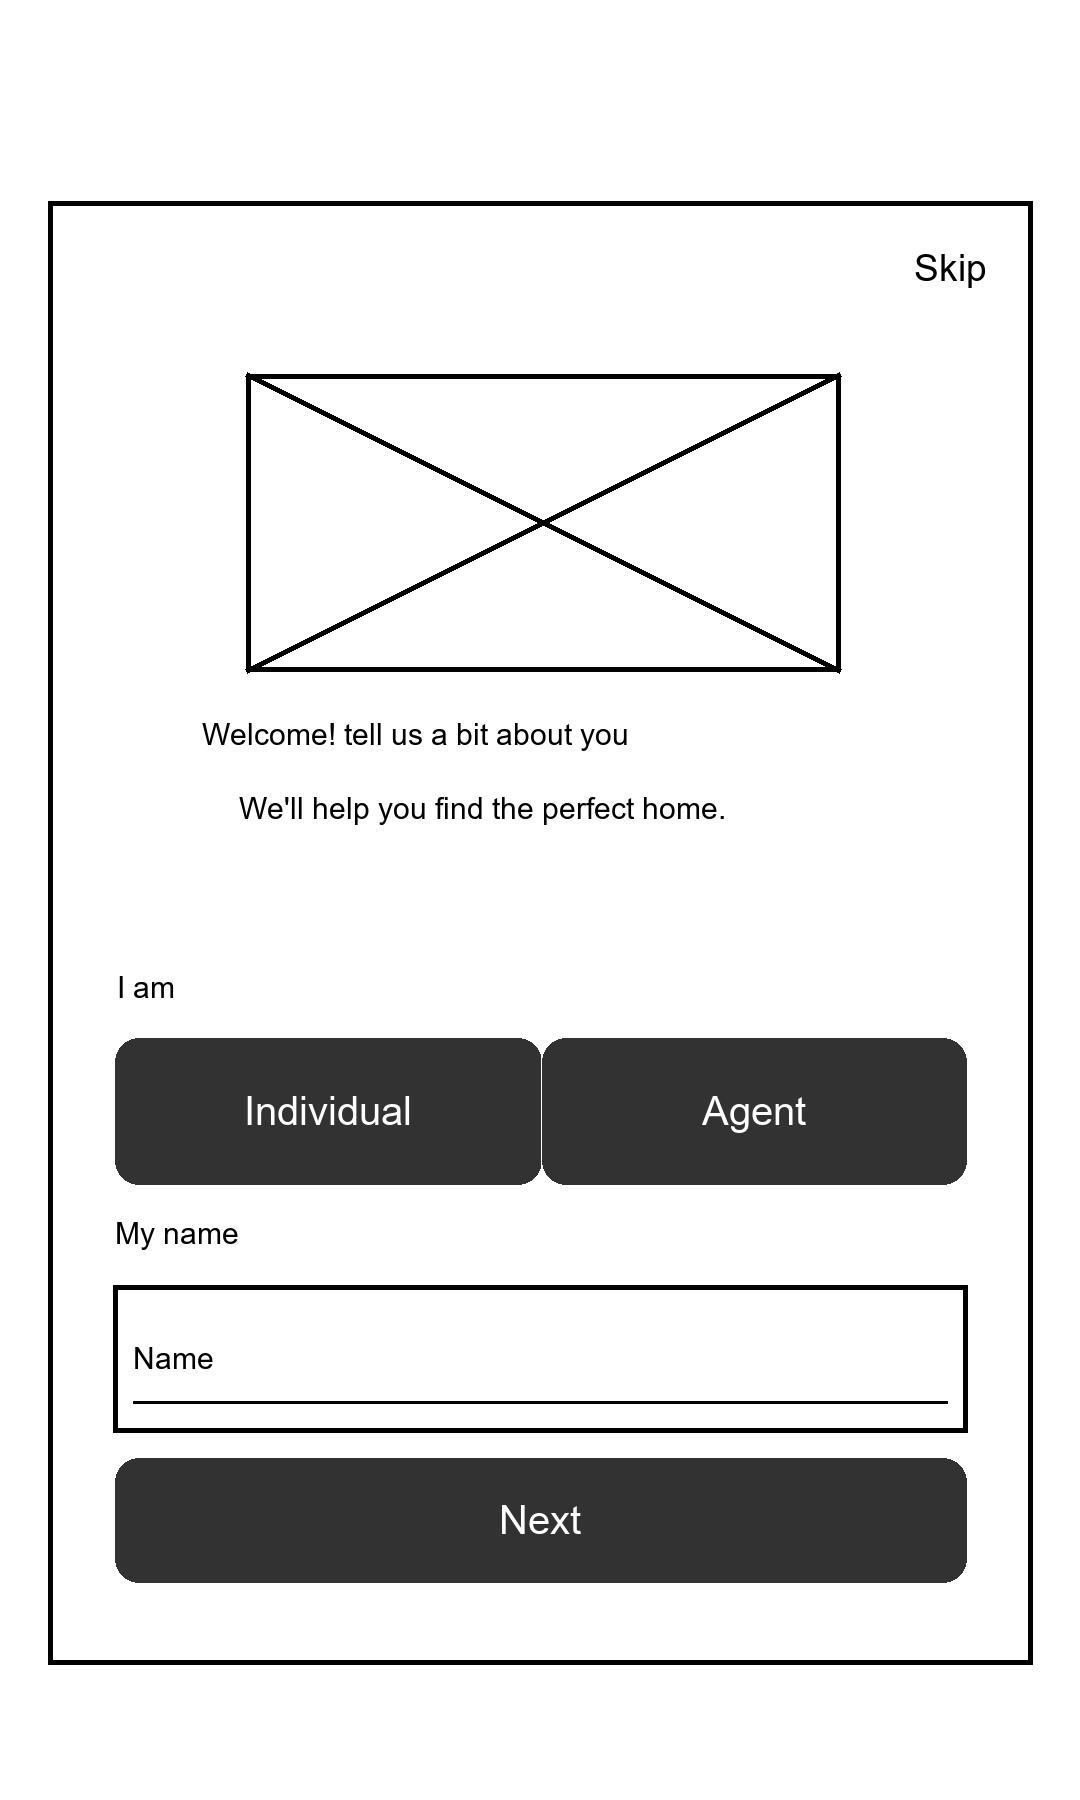 Skip
Welcome! tell us a bit about you
We'll help you find the perfect home.
I am
Individual
Agent
My name
Name
Next